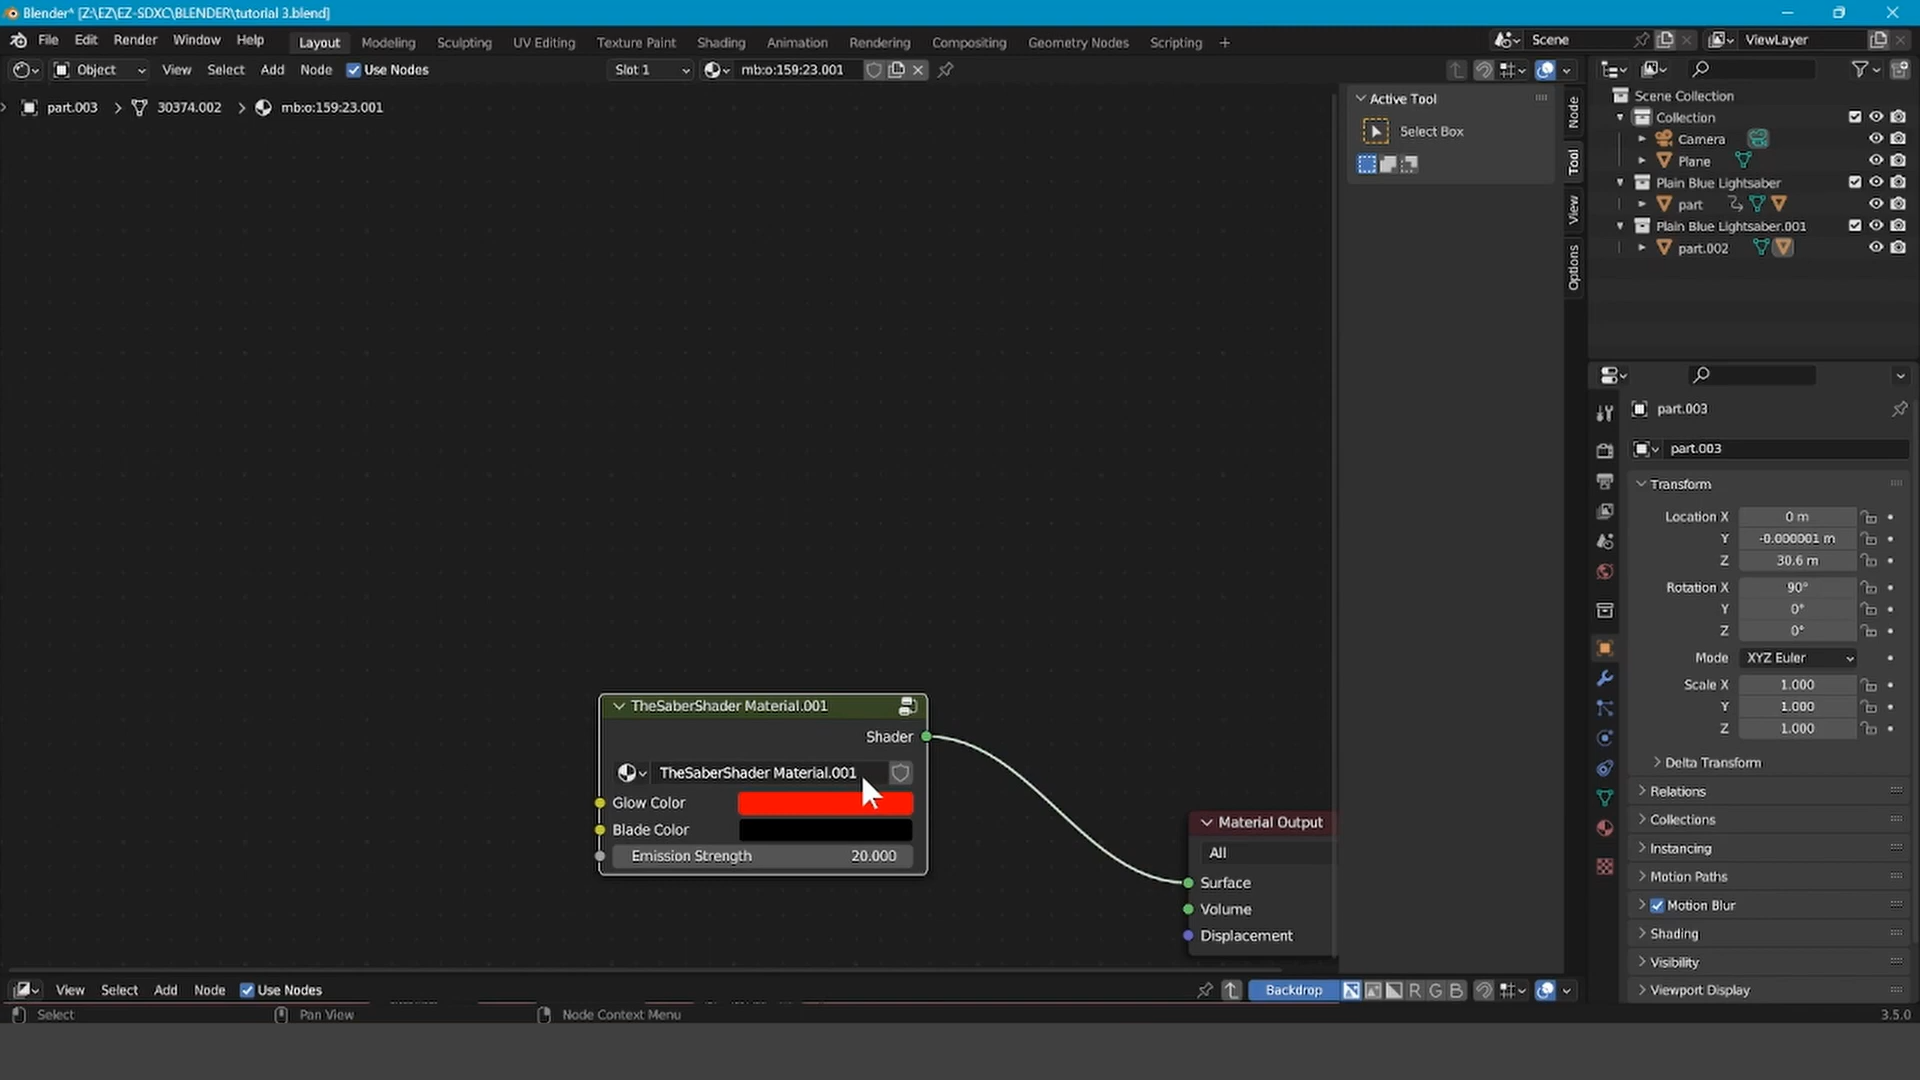 Blender* [Z:\EZ\EZ-SDXC\BLENDER\tutorial 3.blend]
File Edit Render Window Help Layout Modeling Sculpting UV Editing Texture Paint Shading Animation Rendering Compositing Geometry Nodes Scripting + Scene ViewLayer
Object View Select Add Node Use Nodes Slot 1 mb:o:159:23.001
part.003 > 30374.002 > mb:o:159:23.001
Active Tool
Select Box
Node
Tool
View
Options
Scene Collection
Collection
Camera
Plane
Plain Blue Lightsaber
part
Plain Blue Lightsaber.001
part.002
part.003
part.003
Transform
Location X 0 m
Y -0.000001 m
Z 30.6 m
Rotation X 90°
Y 0°
Z 0°
Mode XYZ Euler
Scale X 1.000
Y 1.000
Z 1.000
Delta Transform
Relations
Collections
Instancing
Motion Paths
Motion Blur
Shading
Visibility
Viewport Display
TheSaberShader Material.001
Shader
TheSaberShader Material.001
Glow Color
Blade Color
Emission Strength 20.000
Material Output
All
Surface
Volume
Displacement
View Select Add Node Use Nodes Backdrop R G B
Select Pan View Node Context Menu 3.5.0